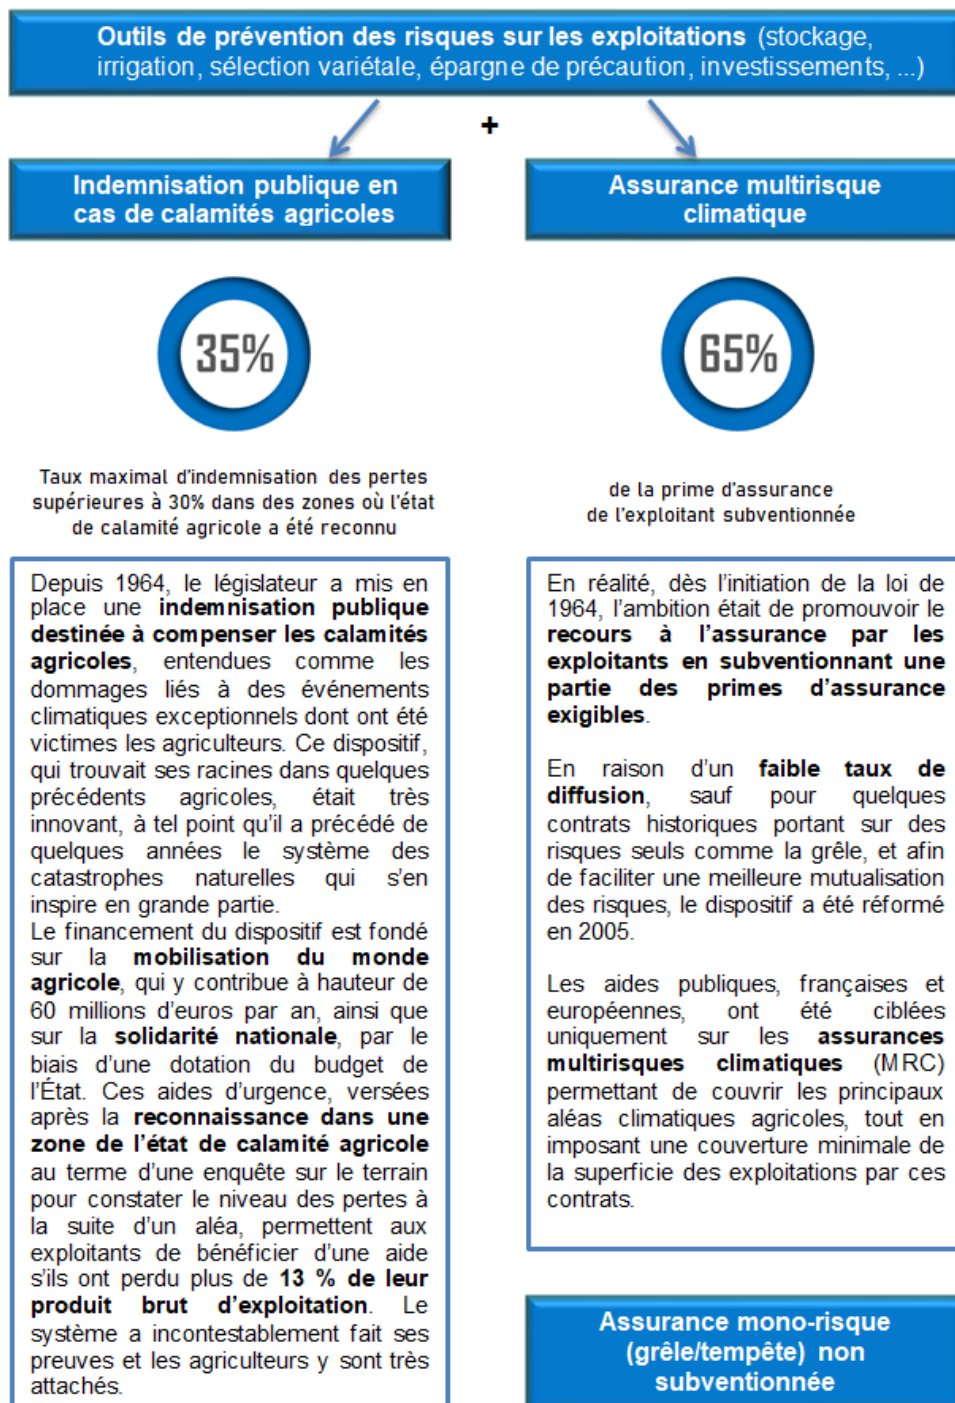 Outils de prévention des risques sur les exploitations (stockage,
irrigation, sélection variétale, épargne de précaution, investissements, ...)
+
Indemnisation publique en
cas de calamités agricoles
35%
Taux maximal d'indemnisation des pertes
supérieures à 30% dans des zones où l'état
de calamité agricole a été reconnu
Depuis 1964, le législateur a mis en
place une indemnisation publique
destinée à compenser les calamités
agricoles, entendues comme les
dommages liés à des événements
climatiques exceptionnels dont ont été
victimes les agriculteurs. Ce dispositif,
qui trouvait ses racines dans quelques
précédents agricoles, était très
innovant, à tel point qu'il a précédé de
quelques années le système des
catastrophes naturelles qui s'en
inspire en grande partie.
Le financement du dispositif est fondé
sur la mobilisation du monde
agricole, qui y contribue à hauteur de
60 millions d'euros par an, ainsi que
sur la solidarité nationale, par le
biais d'une dotation du budget de
l'État. Ces aides d'urgence, versées
après la reconnaissance dans une
zone de l'état de calamité agricole
au terme d'une enquête sur le terrain
pour constater le niveau des pertes à
la suite d'un aléa, permettent aux
exploitants de bénéficier d'une aide
s'ils ont perdu plus de 13 % de leur
produit brut d'exploitation. Le
système a incontestablement fait ses
preuves et les agriculteurs y sont très
attachés.
Assurance multirisque
climatique
65%
de la prime d'assurance
de l'exploitant subventionnée
En réalité, dès l'initiation de la loi de
1964, l'ambition était de promouvoir le
recours à l'assurance par les
exploitants en subventionnant une
partie des primes d'assurance
exigibles.
En raison d'un faible taux de
diffusion, sauf pour quelques
contrats historiques portant sur des
risques seuls comme la grêle, et afin
de faciliter une meilleure mutualisation
des risques, le dispositif a été réformé
en 2005.
Les aides publiques, françaises et
européennes, ont été ciblées
uniquement sur les assurances
multirisques climatiques (MRC)
permettant de couvrir les principaux
aléas climatiques agricoles, tout en
imposant une couverture minimale de
la superficie des exploitations par ces
contrats.
Assurance mono-risque
(grêle/tempête) non
subventionnée